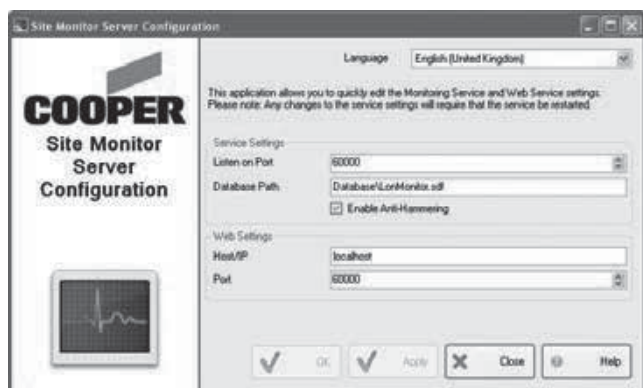 Site Monitor Server Configuration
Language English (United Kingdom)
This application allows you to quickly edit the Monitoring Service and Web Service settings.
Please note: Any changes to the service settings will require that the service be restarted.
COOPER
Site Monitor
Server
Configuration
Service Settings
Listen on Port 60000
Database Path Database\LonMonitor.sdf
Enable Anti-Hammering
Web Settings
Host/IP localhost
Port 60000
OK Apply Close Help